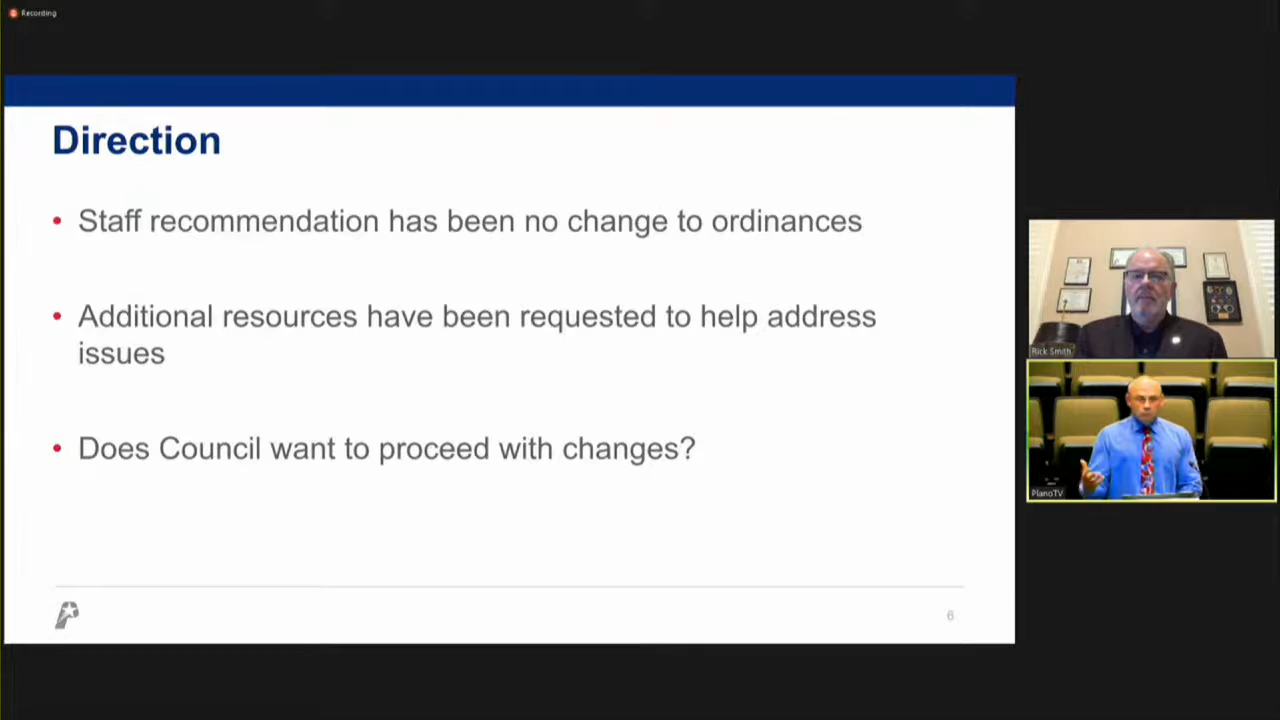 Recording
Direction
• Staff recommendation has been no change to ordinances
• Additional resources have been requested to help address
issues
• Does Council want to proceed with changes?
Rick Smith
PlanoTV
6